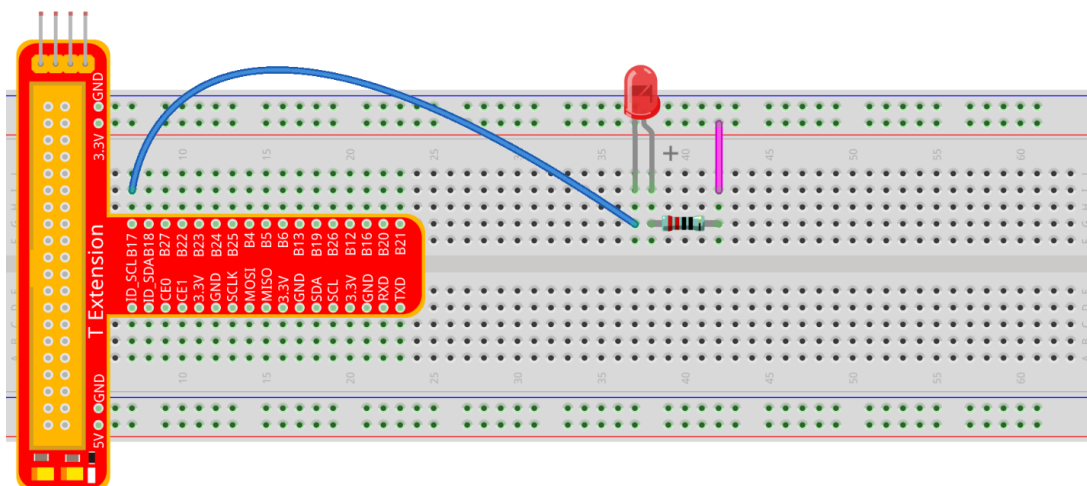 GND
3.3V
10 15 20 25 30 35 40 45 50 55 60
+
B17 B18 B27 B22 B23 B24 B25 B4 B5 B6 B13 B19 B26 B12 B16 B20 B21
ID_SCL ID_SDA CE0 CE1 3.3V GND SCLK MOSI MISO 3.3V GND SDA SCL 3.3V GND RXD TXD
T Extension
10 15 20 25 30 35 40 45 50 55 60
GND
5V